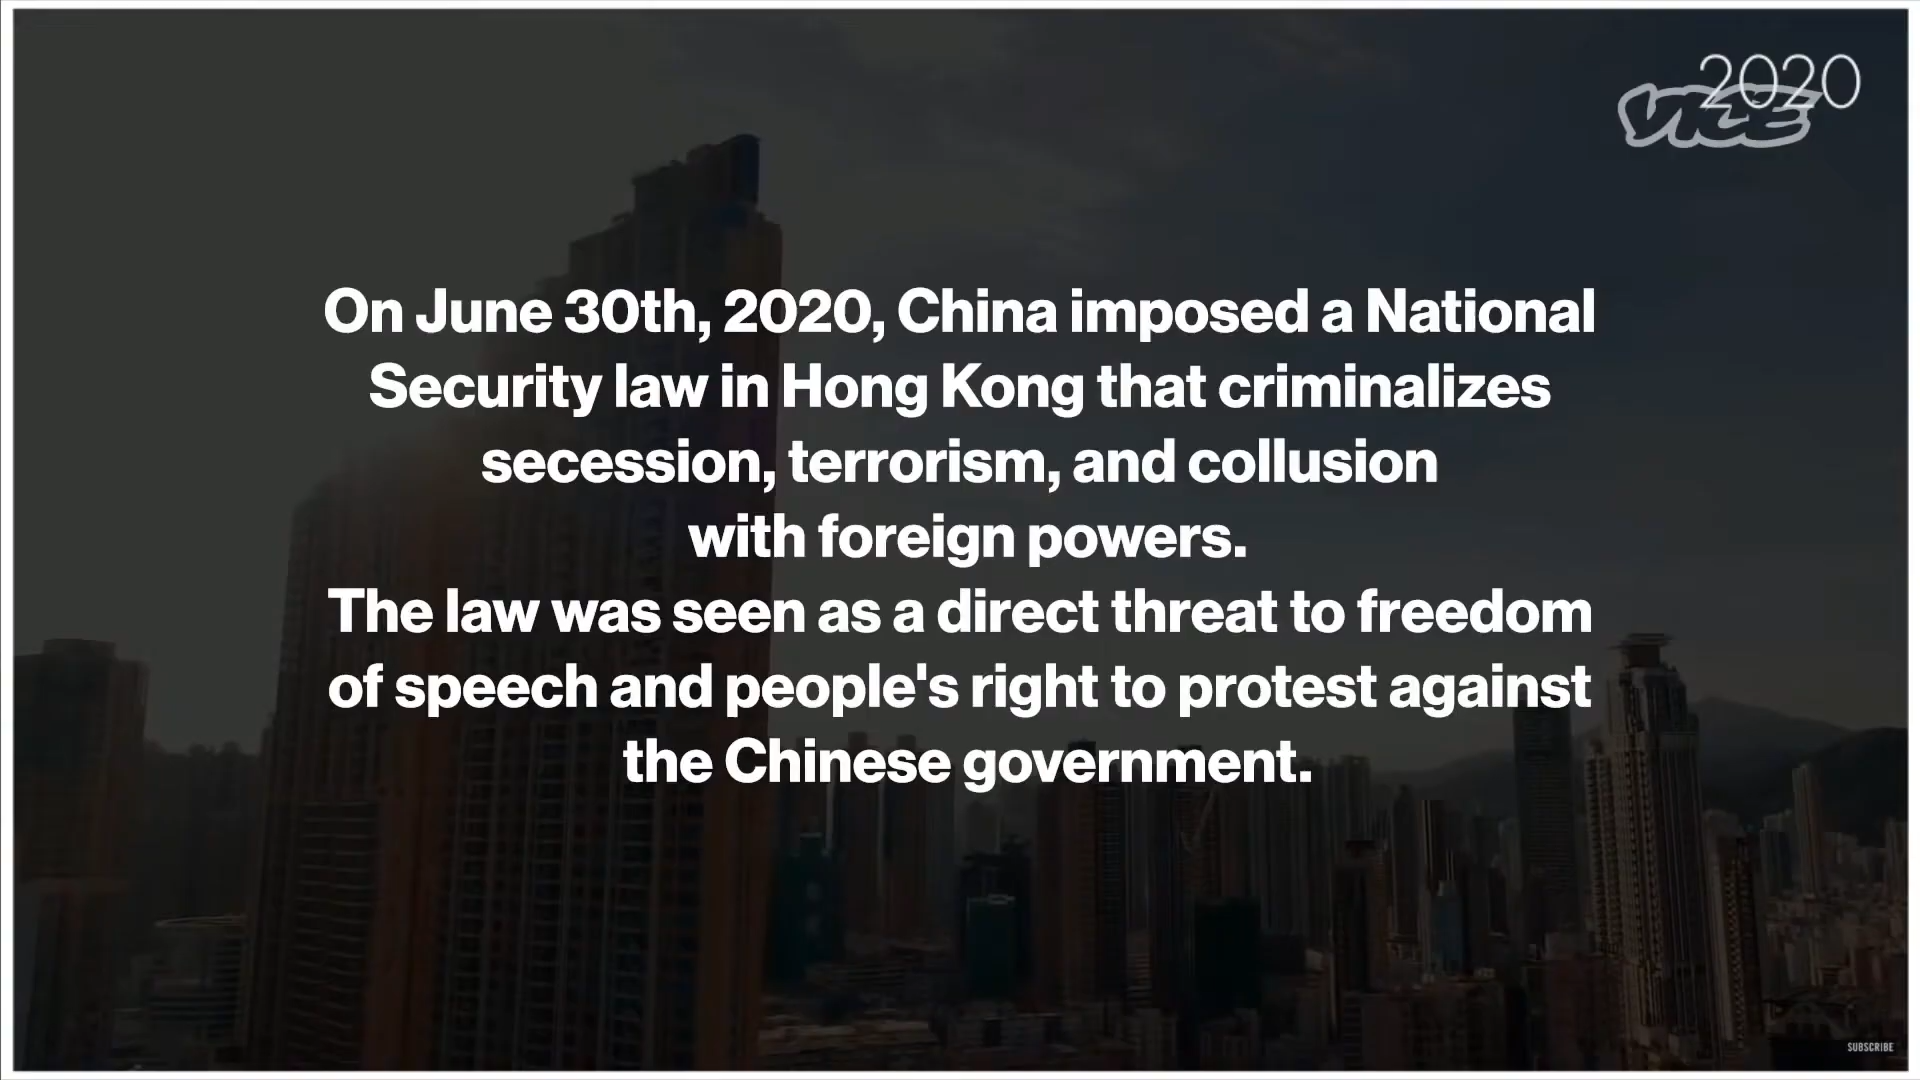 2020
VICE
On June 30th, 2020, China imposed a National
Security law in Hong Kong that criminalizes
secession, terrorism, and collusion
with foreign powers.
The law was seen as a direct threat to freedom
of speech and people's right to protest against
the Chinese government.
SUBSCRIBE